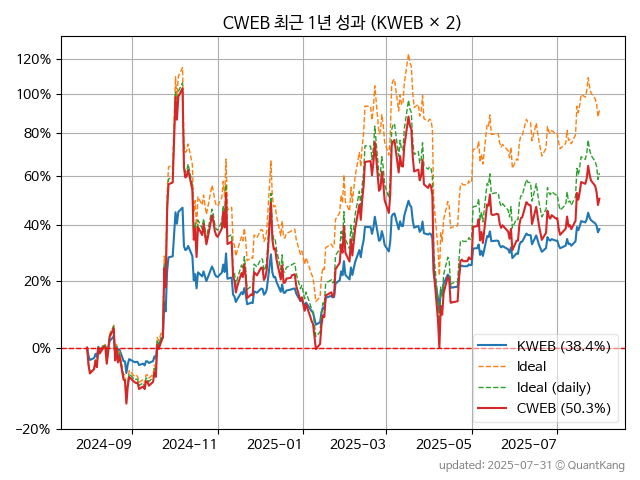 CWEB 최근 1년 성과 (KWEB × 2)
120%
100%
80%
60%
40%
20%
0%
−20%
KWEB (38.4%)
Ideal
Ideal (daily)
CWEB (50.3%)
2024-09
2024-11
2025-01
2025-03
2025-05
2025-07
updated: 2025-07-31 © QuantKang